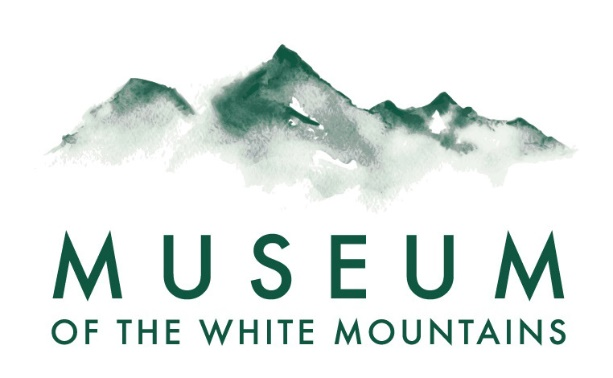 MUSEUM
OF THE WHITE MOUNTAINS